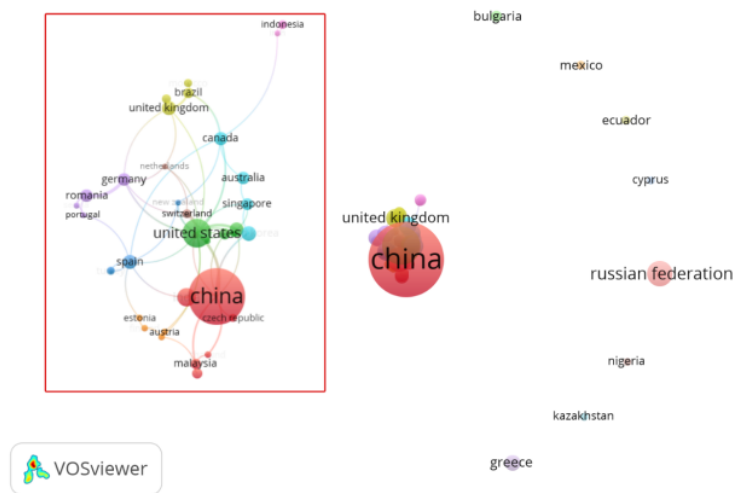 bulgaria
indonesia
mexico
brazil
united kingdom
ecuador
canada
netherlands
germany
australia
cyprus
romania
new zealand
singapore
portugal
switzerland
united kingdom
united states
korea
spain
china
russian federation
china
estonia
czech republic
austria
malaysia
nigeria
kazakhstan
greece
VOSviewer